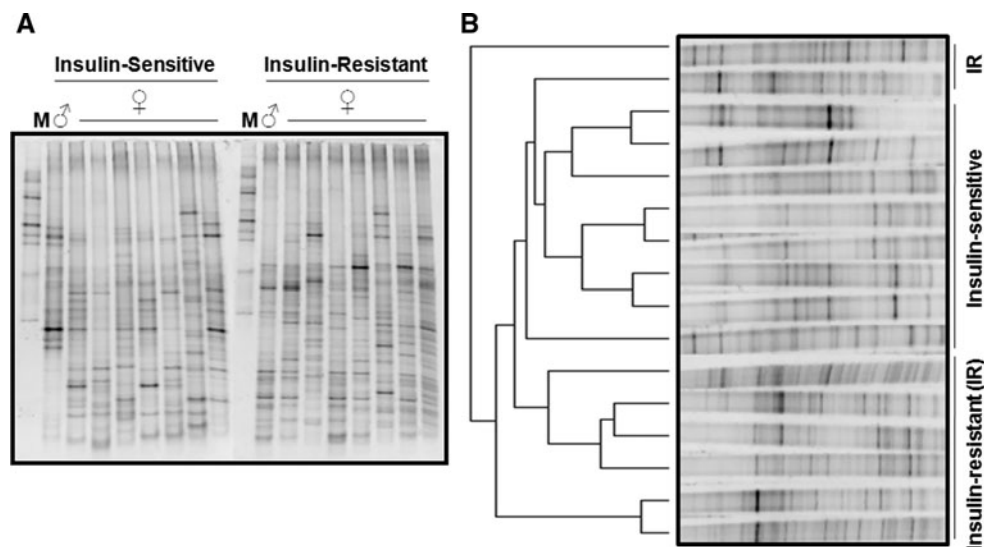 A
Insulin-Sensitive
Insulin-Resistant
♀
♀
M♂
M♂
B
IR
Insulin-sensitive
Insulin-resistant (IR)